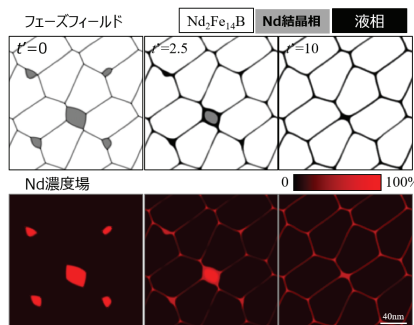 フェーズフィールド
Nd₂Fe₁₄B
Nd結晶相
液相
t'=0
t'=2.5
t'=10
Nd濃度場
0
100%
40nm